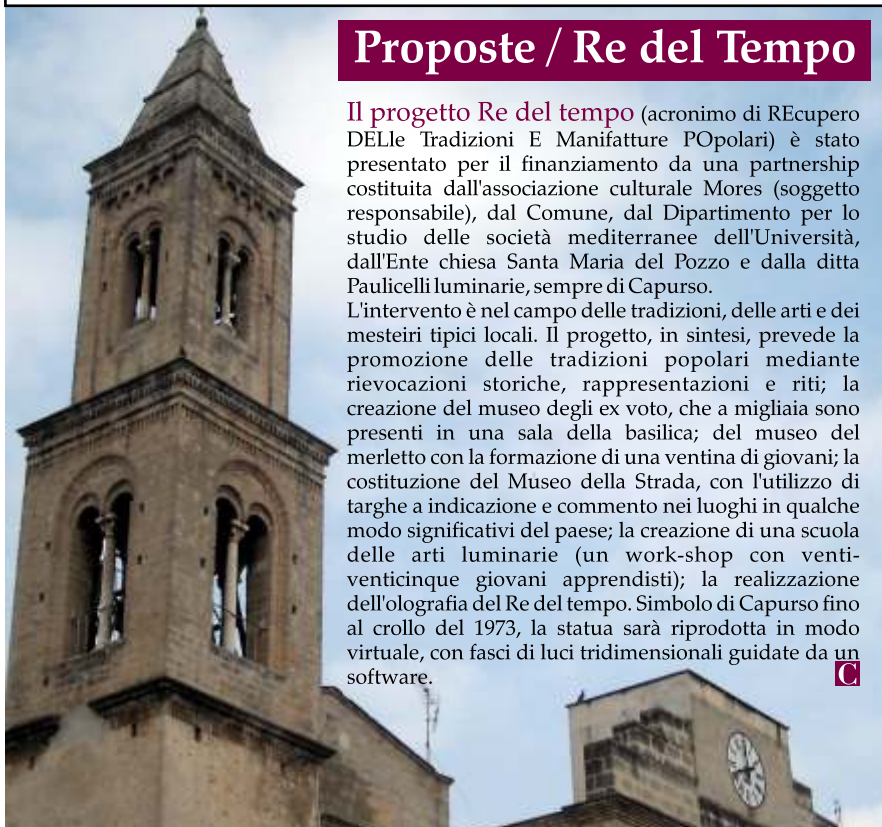 Proposte / Re del Tempo
Il progetto Re del tempo (acronimo di REcupero
DELle Tradizioni E Manifatture POpolari) è stato
presentato per il finanziamento da una partnership
costituita dall'associazione culturale Mores (soggetto
responsabile), dal Comune, dal Dipartimento per lo
studio delle società mediterranee dell'Università,
dall'Ente chiesa Santa Maria del Pozzo e dalla ditta
Paulicelli luminarie, sempre di Capurso.
L'intervento è nel campo delle tradizioni, delle arti e dei
mesteiri tipici locali. Il progetto, in sintesi, prevede la
promozione delle tradizioni popolari mediante
rievocazioni storiche, rappresentazioni e riti; la
creazione del museo degli ex voto, che a migliaia sono
presenti in una sala della basilica; del museo del
merletto con la formazione di una ventina di giovani; la
costituzione del Museo della Strada, con l'utilizzo di
targhe a indicazione e commento nei luoghi in qualche
modo significativi del paese; la creazione di una scuola
delle arti luminarie (un work-shop con venti-
venticinque giovani apprendisti); la realizzazione
dell'olografia del Re del tempo. Simbolo di Capurso fino
al crollo del 1973, la statua sarà riprodotta in modo
virtuale, con fasci di luci tridimensionali guidate da un
software.
C